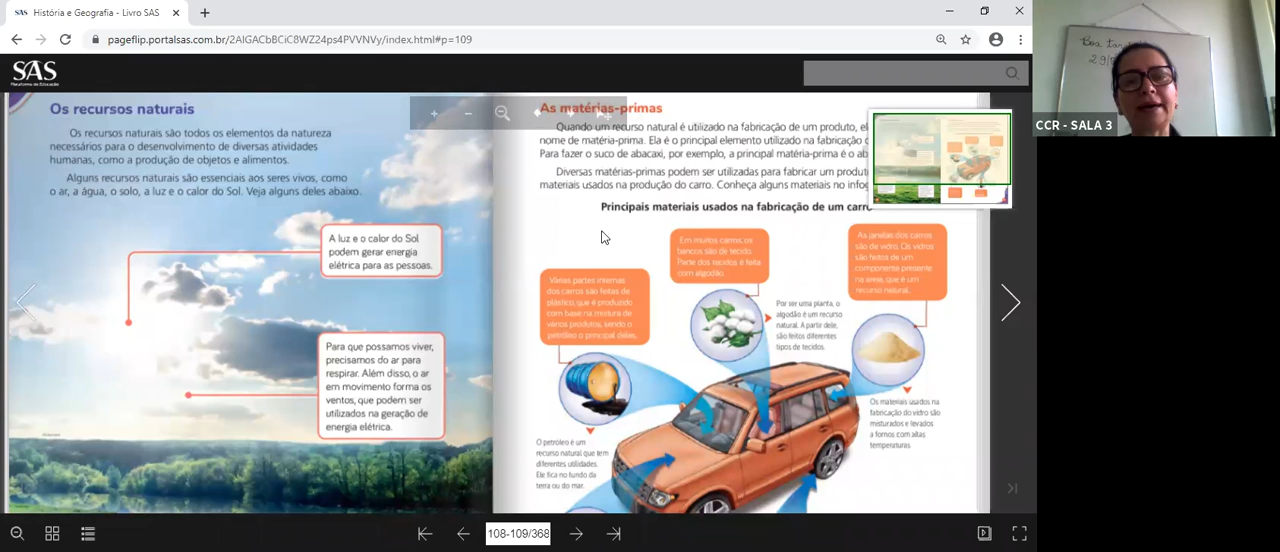 SAS História e Geografia - Livro SAS
pageflip.portalsas.com.br/2AIGACbBCiC8WZ24ps4PVVNVy/index.html#p=109
SAS
Plataforma de Educação
Os recursos naturais
Os recursos naturais são todos os elementos da natureza
necessários para o desenvolvimento de diversas atividades
humanas, como a produção de objetos e alimentos.
Alguns recursos naturais são essenciais aos seres vivos, como
o ar, a água, o solo, a luz e o calor do Sol. Veja alguns deles abaixo.
A luz e o calor do Sol
podem gerar energia
elétrica para as pessoas.
Para que possamos viver,
precisamos do ar para
respirar. Além disso, o ar
em movimento forma os
ventos, que podem ser
utilizados na geração de
energia elétrica.
As matérias-primas
Quando um recurso natural é utilizado na fabricação de um produto, el
nome de matéria-prima. Ela é o principal elemento utilizado na fabricação
Para fazer o suco de abacaxi, por exemplo, a principal matéria-prima é o ab
Diversas matérias-primas podem ser utilizadas para fabricar um produt
materiais usados na produção do carro. Conheça alguns materiais no info
Principais materiais usados na fabricação de um carro
Várias partes internas
dos carros são feitas de
plástico, que é produzido
com base na mistura de
vários produtos, sendo o
petróleo o principal deles.
Em muitos carros, os
bancos são de tecido.
Parte dos tecidos é feita
com algodão.
As janelas dos carros
são de vidro. Os vidros
são feitos de um
componente presente
na areia, que é um
recurso natural.
Por ser uma planta, o
algodão é um recurso
natural. A partir dele,
são feitos diferentes
tipos de tecidos.
Os materiais usados na
fabricação do vidro são
misturados e levados
a fornos com altas
temperaturas.
O petróleo é um
recurso natural que tem
diferentes utilidades.
Ele fica no fundo da
terra ou do mar.
108-109/368
Boa
29/
CCR - SALA 3